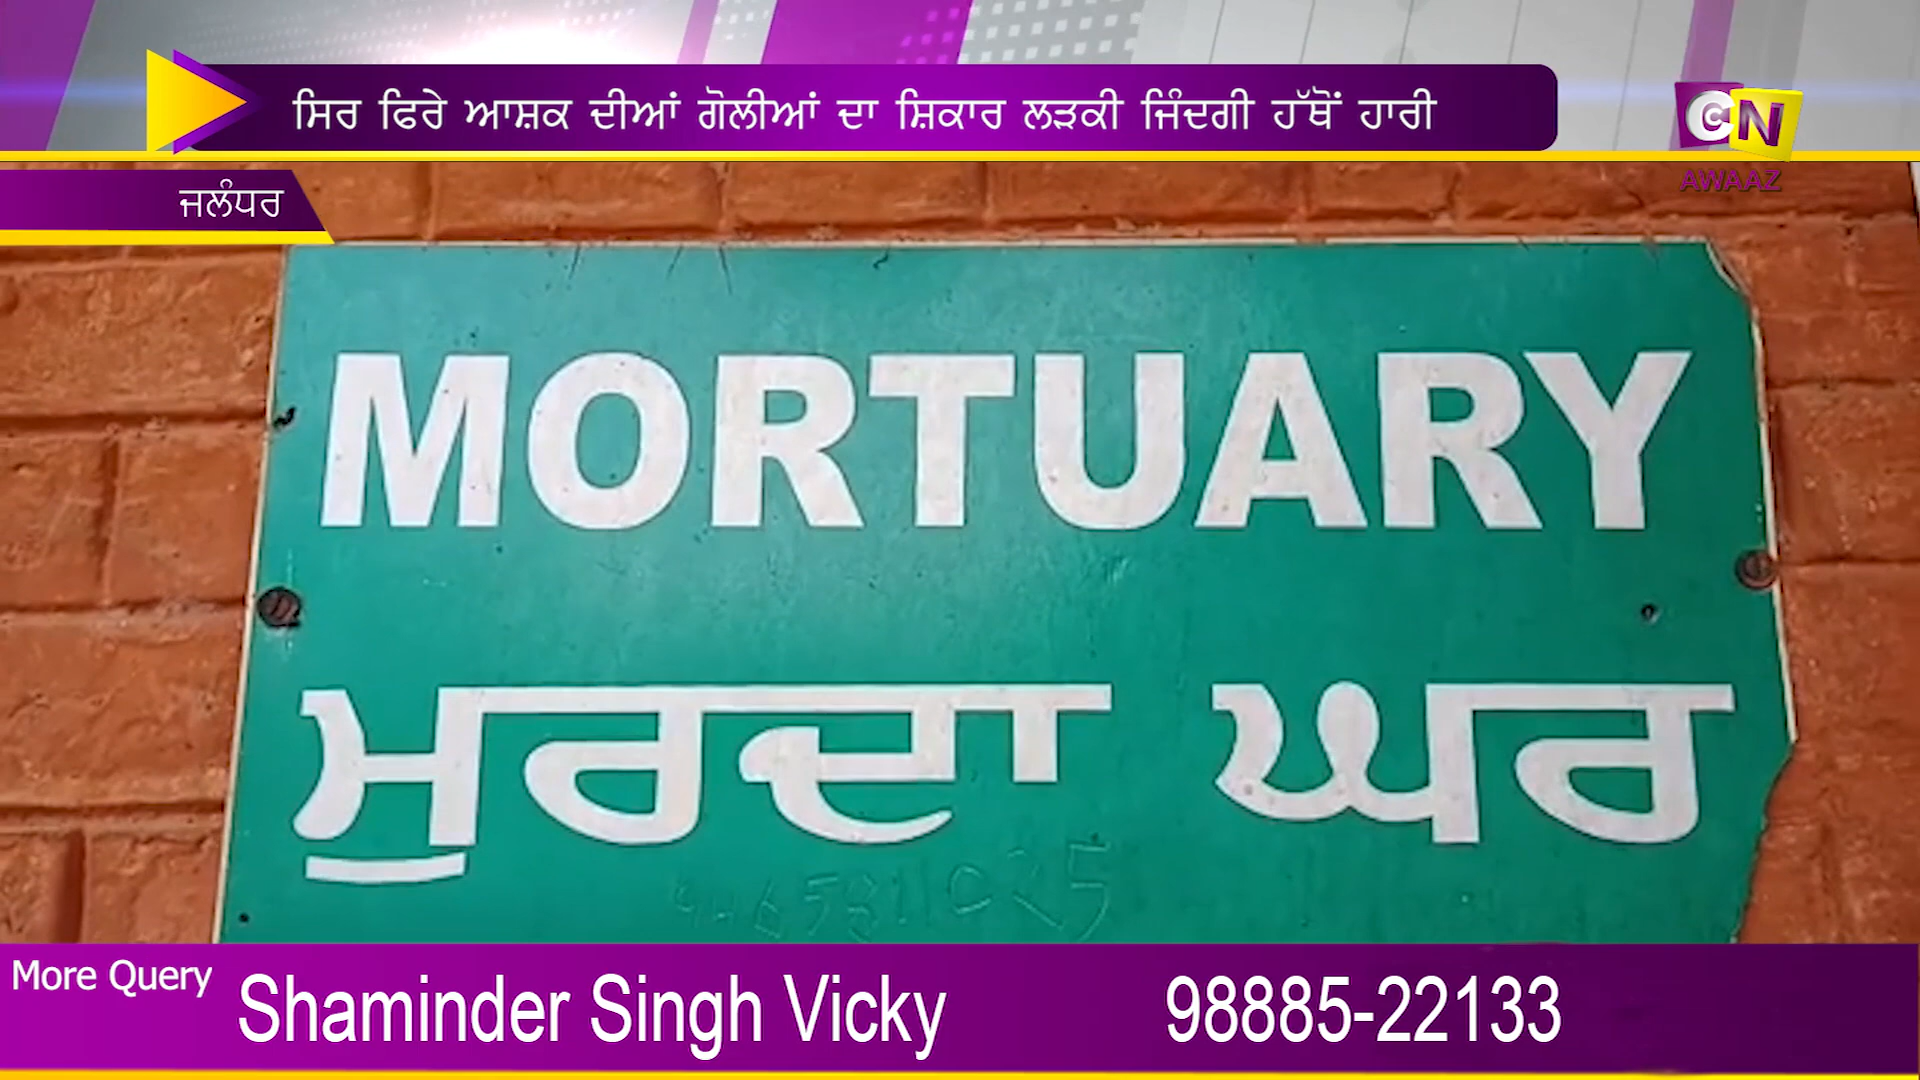 ਸਿਰ ਫਿਰੇ ਆਸ਼ਕ ਦੀਆਂ ਗੋਲੀਆਂ ਦਾ ਸ਼ਿਕਾਰ ਲੜਕੀ ਜਿੰਦਗੀ ਹੱਥੋਂ ਹਾਰੀ
CN
AWAAZ
ਜਲੰਧਰ
MORTUARY
ਮੁਰਦਾ ਘਰ
More Query
Shaminder Singh Vicky 98885-22133